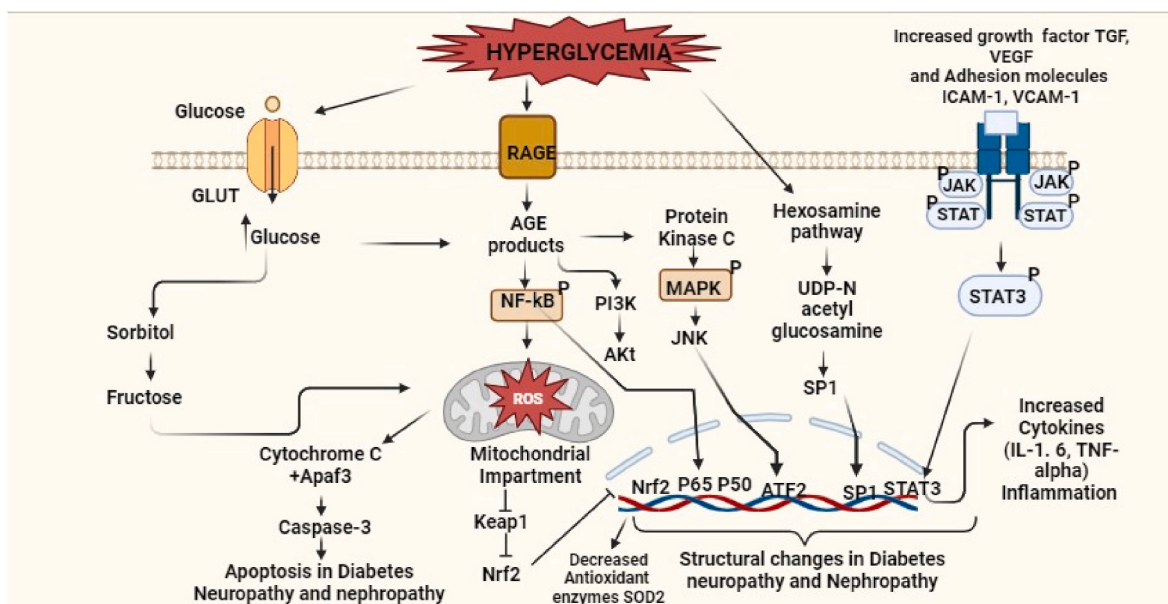 HYPERGLYCEMIA
Increased growth factor TGF,
VEGF
and Adhesion molecules
ICAM-1, VCAM-1
Glucose
RAGE
GLUT
Glucose
AGE
products
Protein
Kinase C
Hexosamine
pathway
P
JAK
JAK
P
P
STAT
STAT
P
P
NF-kB
PI3K
AKt
P
MAPK
JNK
UDP-N
acetyl
glucosamine
SP1
P
STAT3
Sorbitol
Fructose
ROS
Mitochondrial
Impartment
Keap1
Nrf2
Cytochrome C
+Apaf3
Caspase-3
Apoptosis in Diabetes
Neuropathy and nephropathy
Nrf2 P65 P50 ATF2 SP1 STAT3
Increased
Cytokines
(IL-1. 6, TNF-
alpha)
Inflammation
Decreased
Antioxidant
enzymes SOD2
Structural changes in Diabetes
neuropathy and Nephropathy